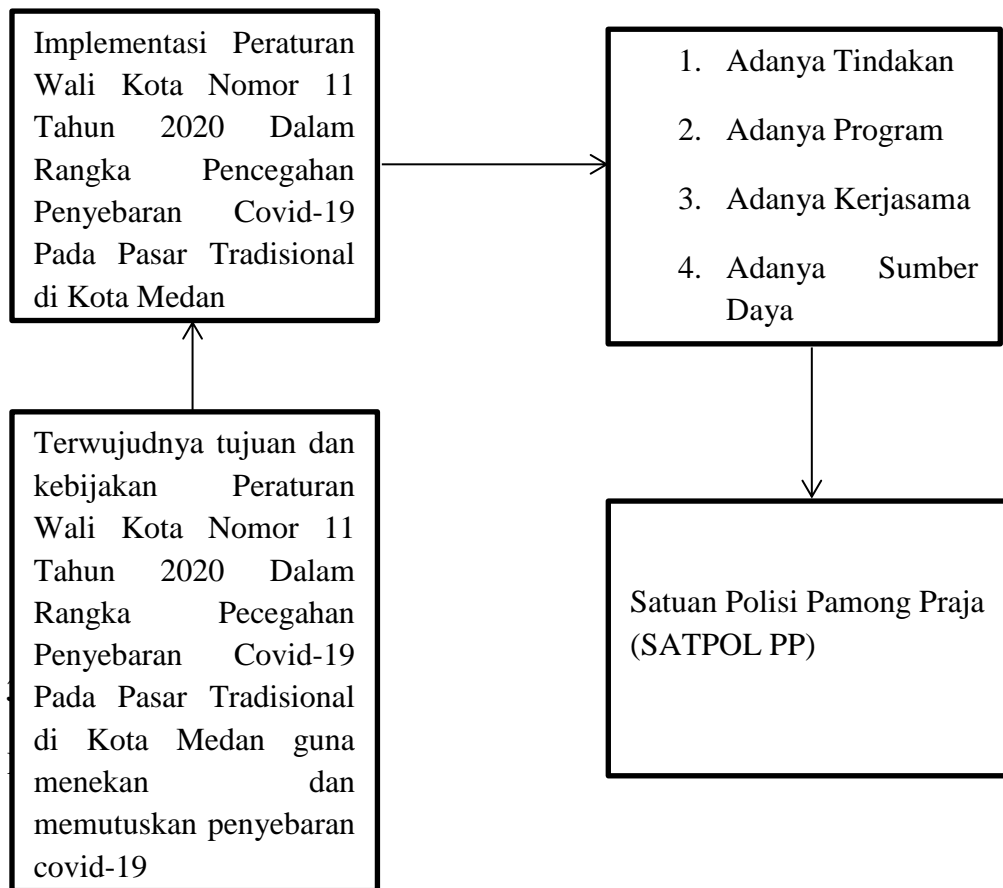 Implementasi Peraturan
Wali Kota Nomor 11
Tahun 2020 Dalam
Rangka Pencegahan
Penyebaran Covid-19
Pada Pasar Tradisional
di Kota Medan
1. Adanya Tindakan
2. Adanya Program
3. Adanya Kerjasama
4. Adanya Sumber
Daya
Terwujudnya tujuan dan
kebijakan Peraturan
Wali Kota Nomor 11
Tahun 2020 Dalam
Rangka Pecegahan
Penyebaran Covid-19
Pada Pasar Tradisional
di Kota Medan guna
menekan dan
memutuskan penyebaran
covid-19
Satuan Polisi Pamong Praja
(SATPOL PP)